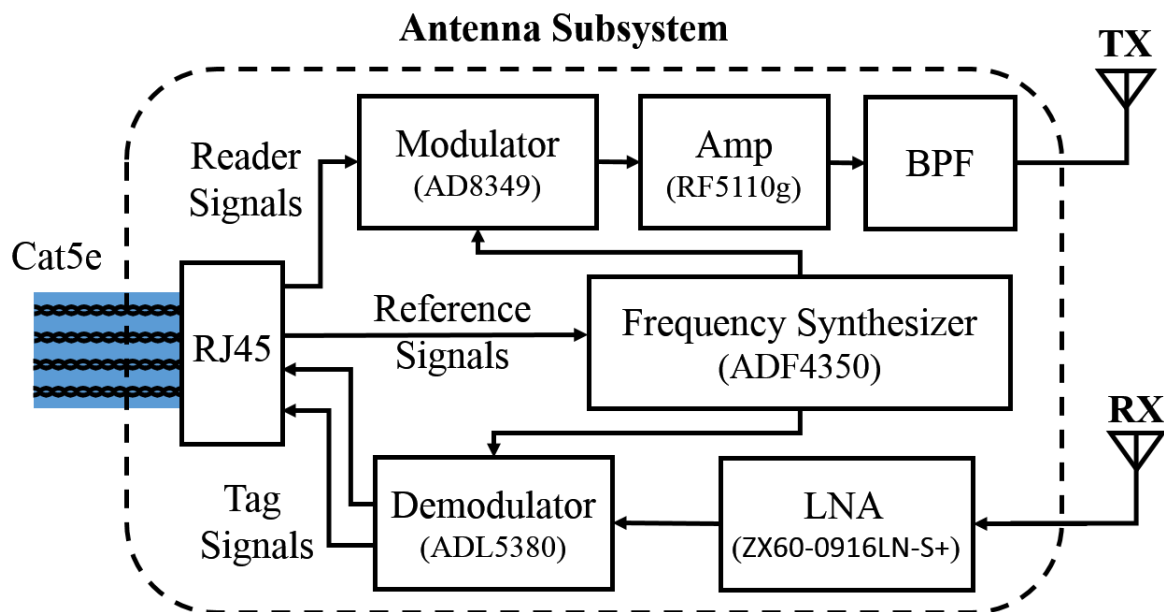 Antenna Subsystem
TX
Reader
Signals
Modulator
(AD8349)
Amp
(RF5110g)
BPF
Cat5e
RJ45
Reference
Signals
Frequency Synthesizer
(ADF4350)
RX
Tag
Signals
Demodulator
(ADL5380)
LNA
(ZX60-0916LN-S+)